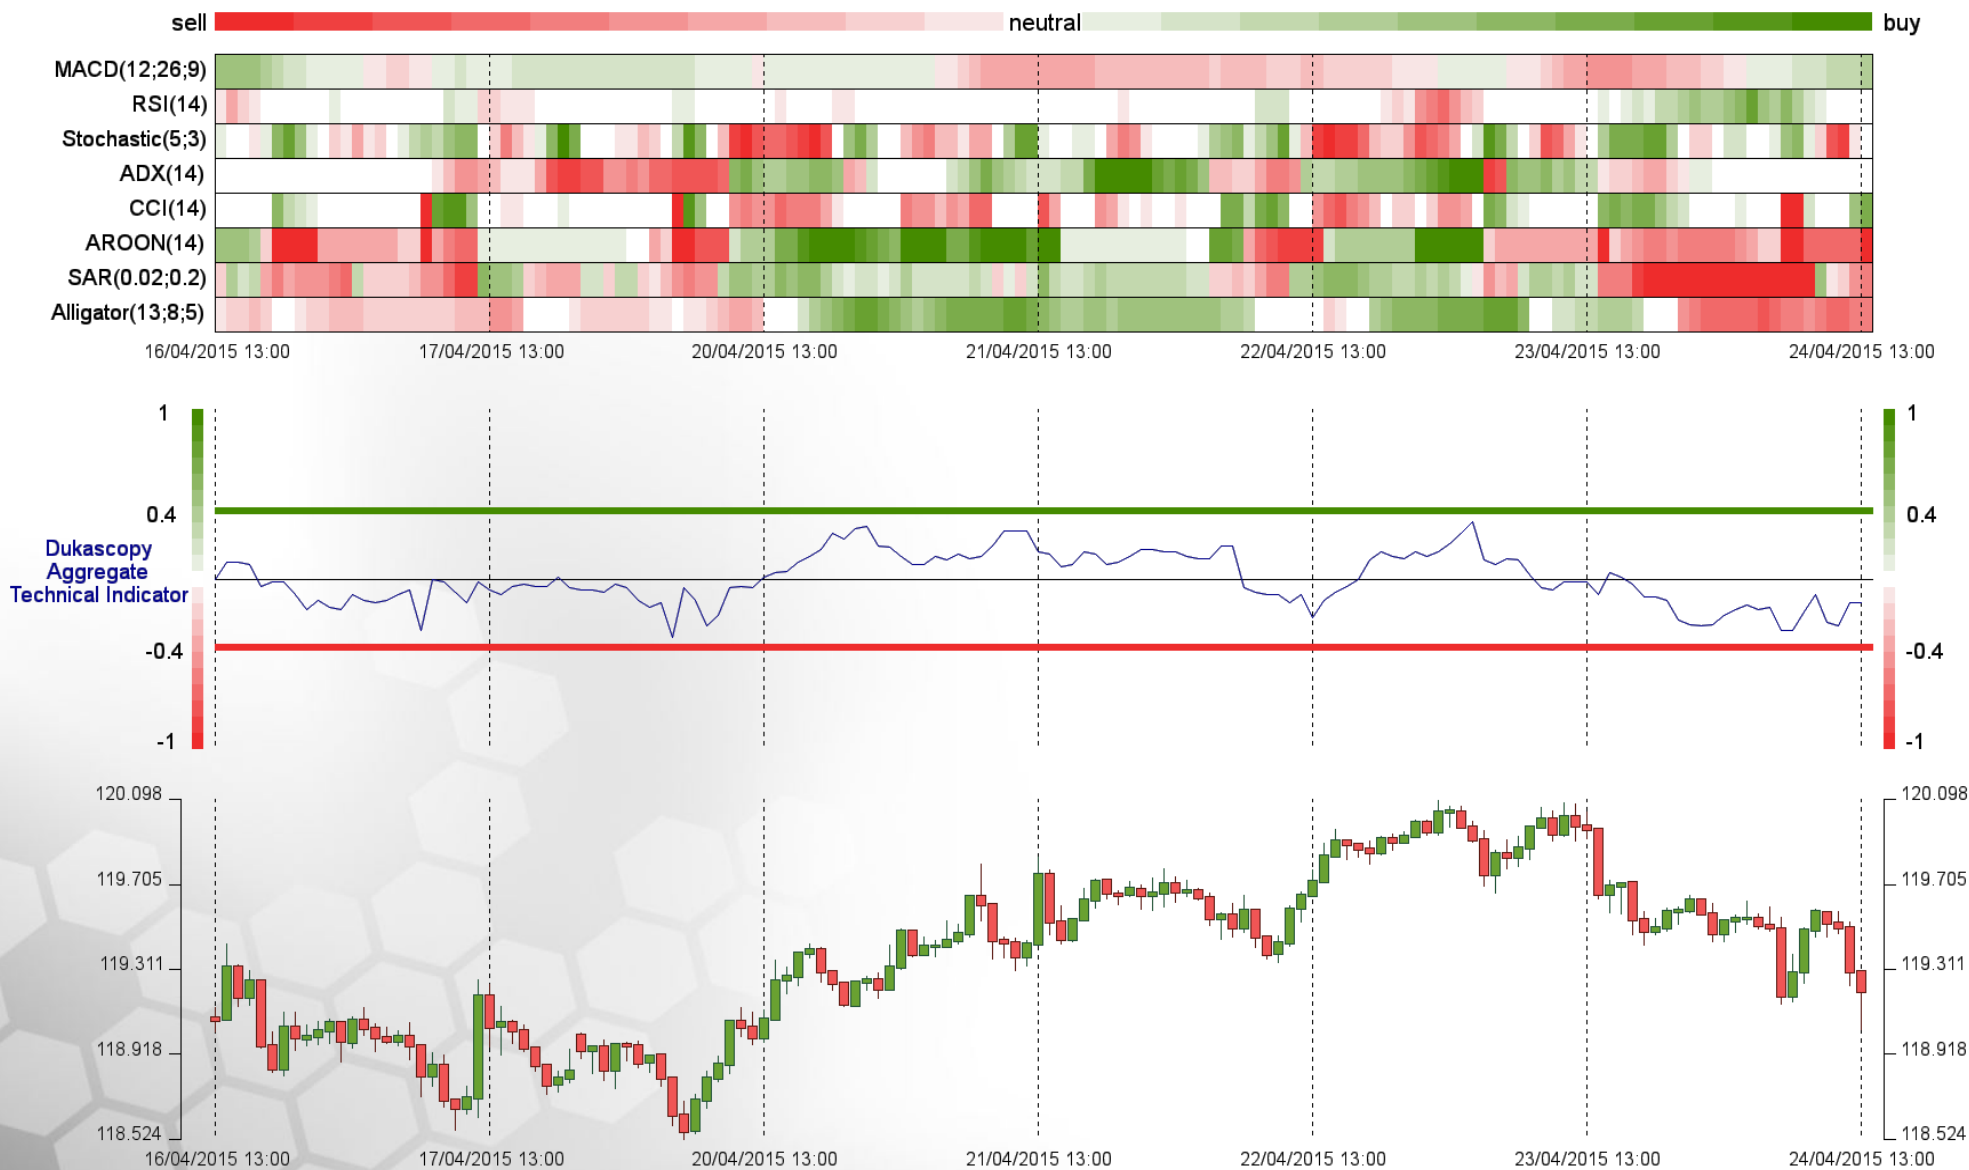 sell neutral buy
MACD(12;26;9)
RSI(14)
Stochastic(5;3)
ADX(14)
CCI(14)
AROON(14)
SAR(0.02;0.2)
Alligator(13;8;5)
16/04/2015 13:00 17/04/2015 13:00 20/04/2015 13:00 21/04/2015 13:00 22/04/2015 13:00 23/04/2015 13:00 24/04/2015 13:00
1 1
0.4 0.4
Dukascopy
Aggregate
Technical Indicator
-0.4 -0.4
-1 -1
120.098 120.098
119.705 119.705
119.311 119.311
118.918 118.918
118.524 118.524
16/04/2015 13:00 17/04/2015 13:00 20/04/2015 13:00 21/04/2015 13:00 22/04/2015 13:00 23/04/2015 13:00 24/04/2015 13:00